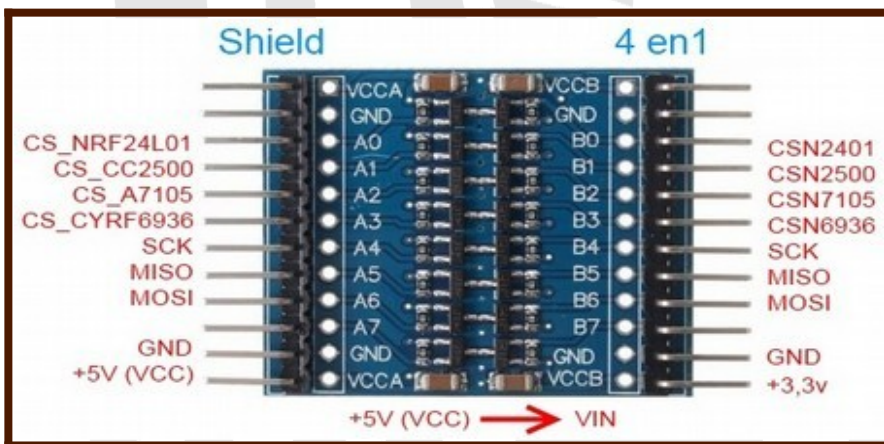 Shield
4 en1
VCCA
VCCB
GND
GND
CS_NRF24L01
A0
B0
CSN2401
CS_CC2500
A1
B1
CSN2500
CS_A7105
A2
B2
CSN7105
CS_CYRF6936
A3
B3
CSN6936
SCK
A4
B4
SCK
MISO
A5
B5
MISO
MOSI
A6
B6
MOSI
A7
B7
GND
GND
GND
GND
+5V (VCC)
VCCA
VCCB
+3,3v
+5V (VCC)
VIN